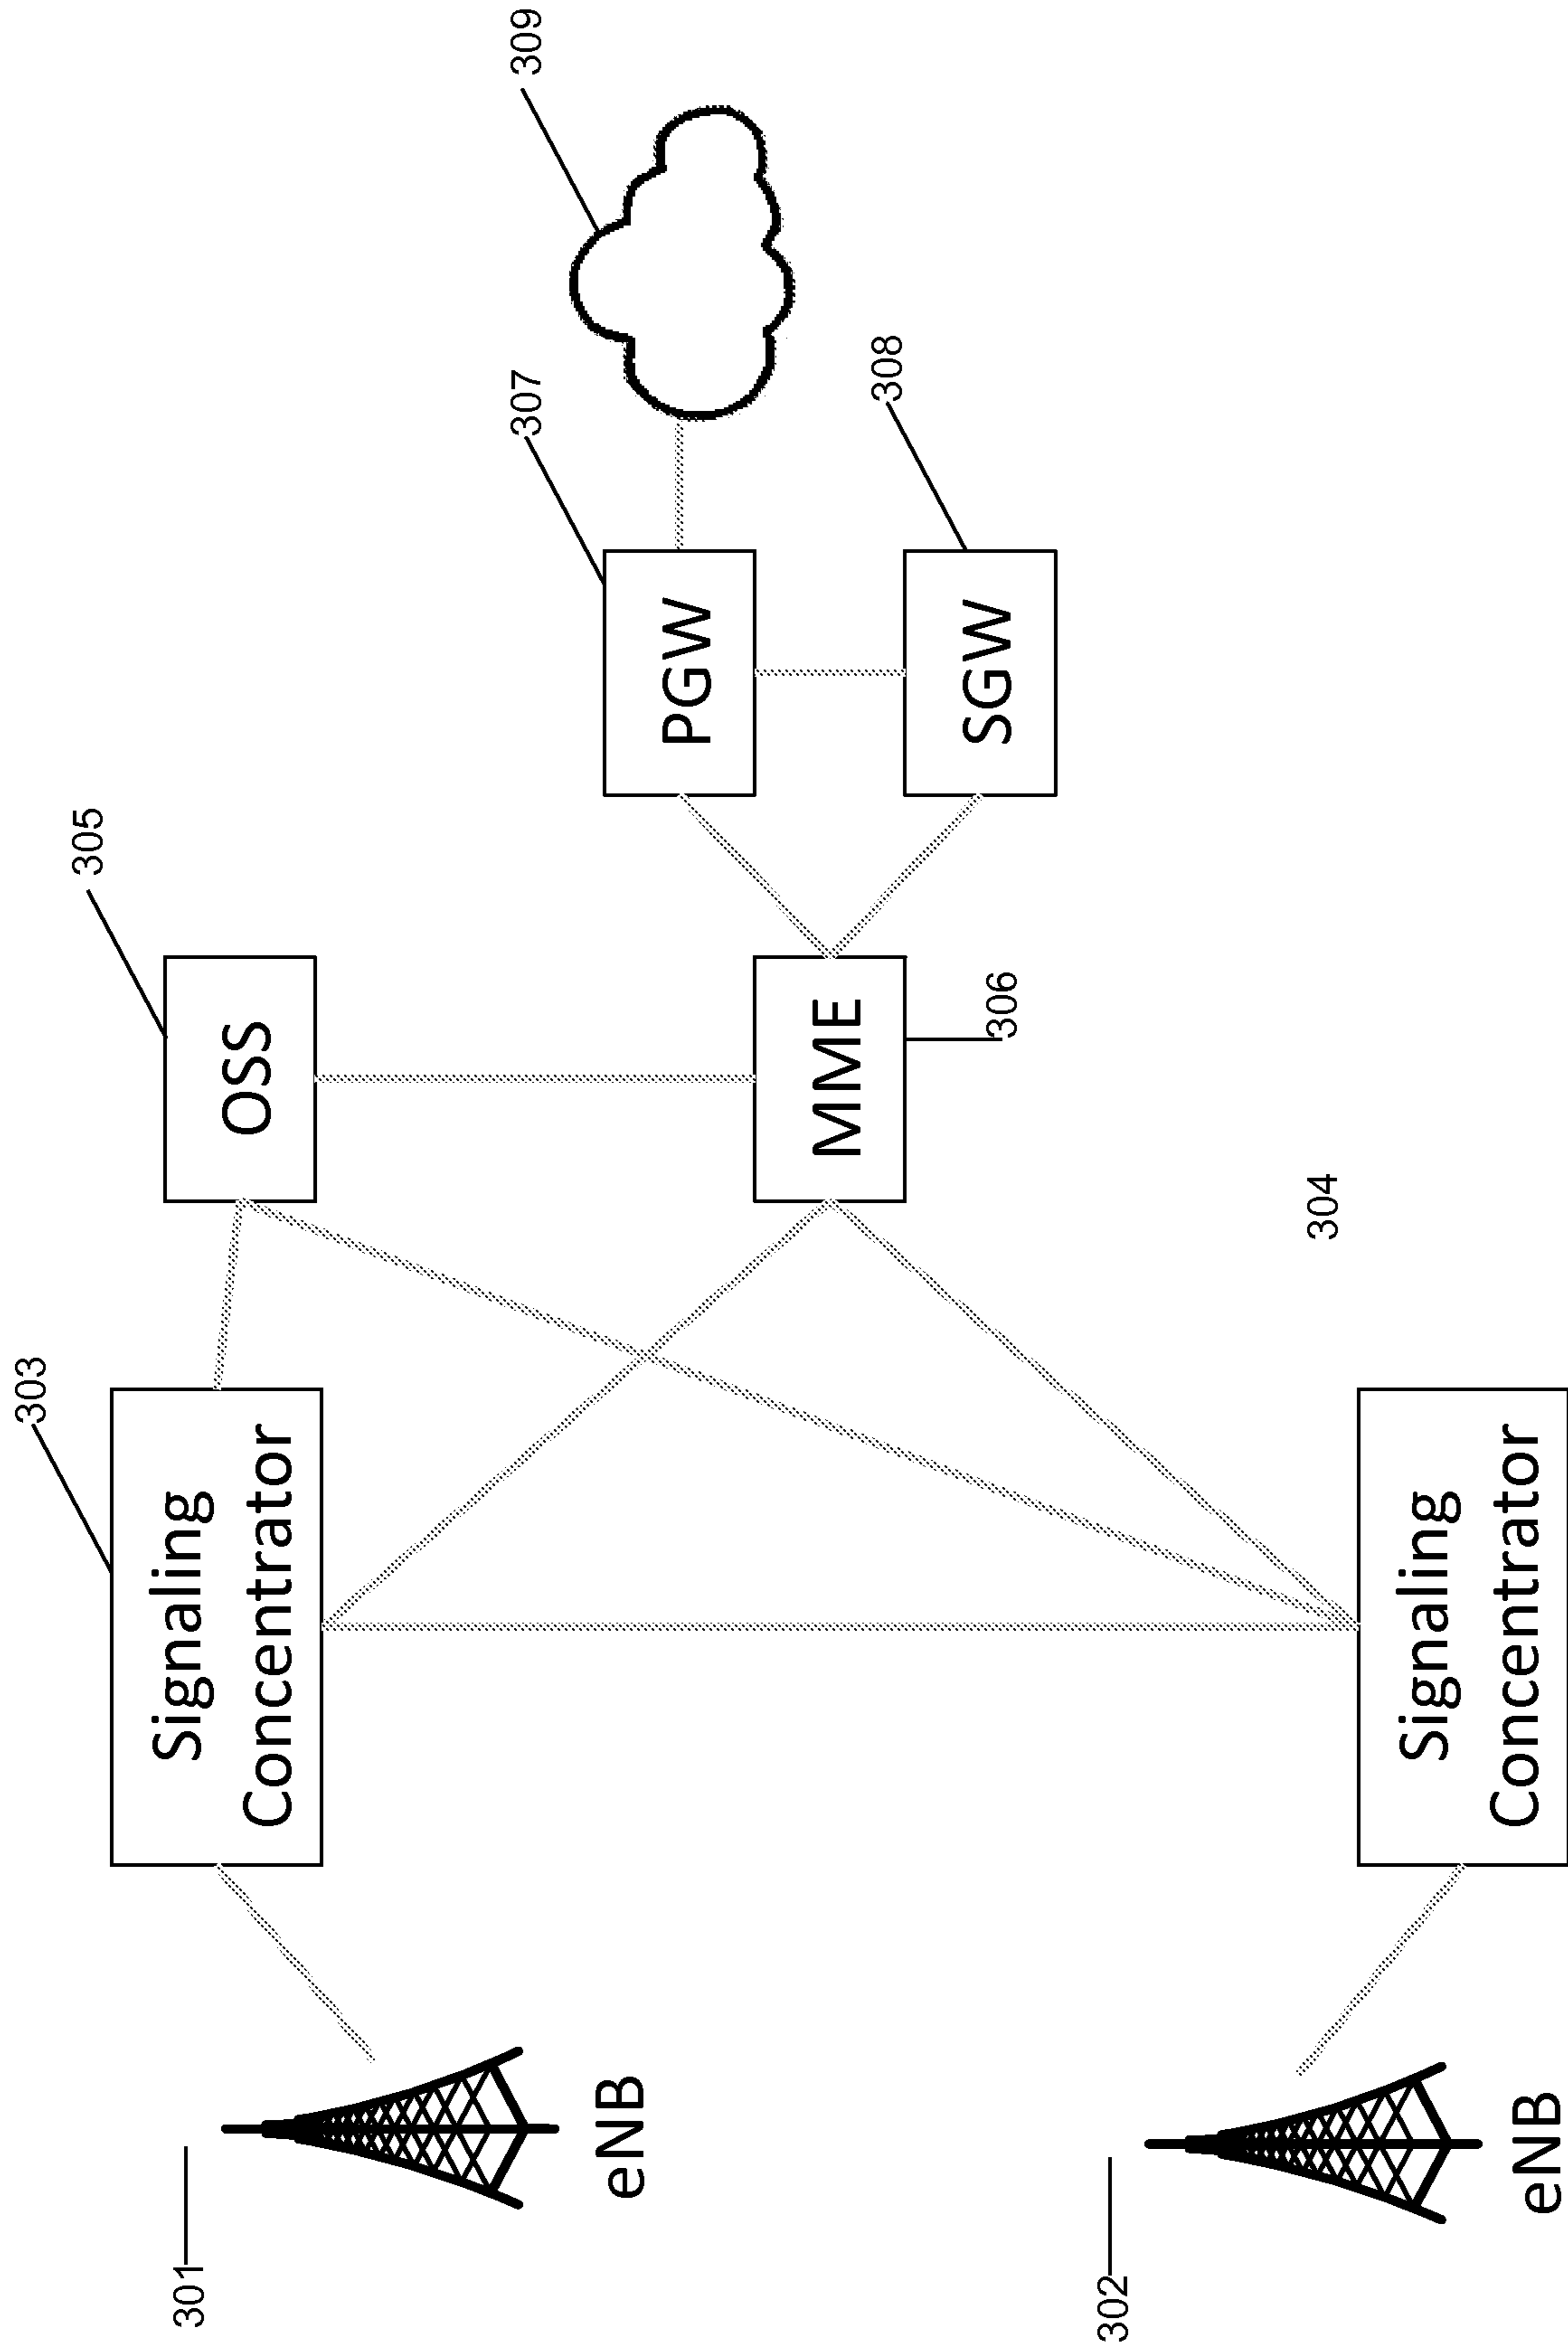 301
eNB
303
Signaling
Concentrator
305
OSS
307
PGW
309
308
SGW
MME
306
304
302
eNB
Signaling
Concentrator